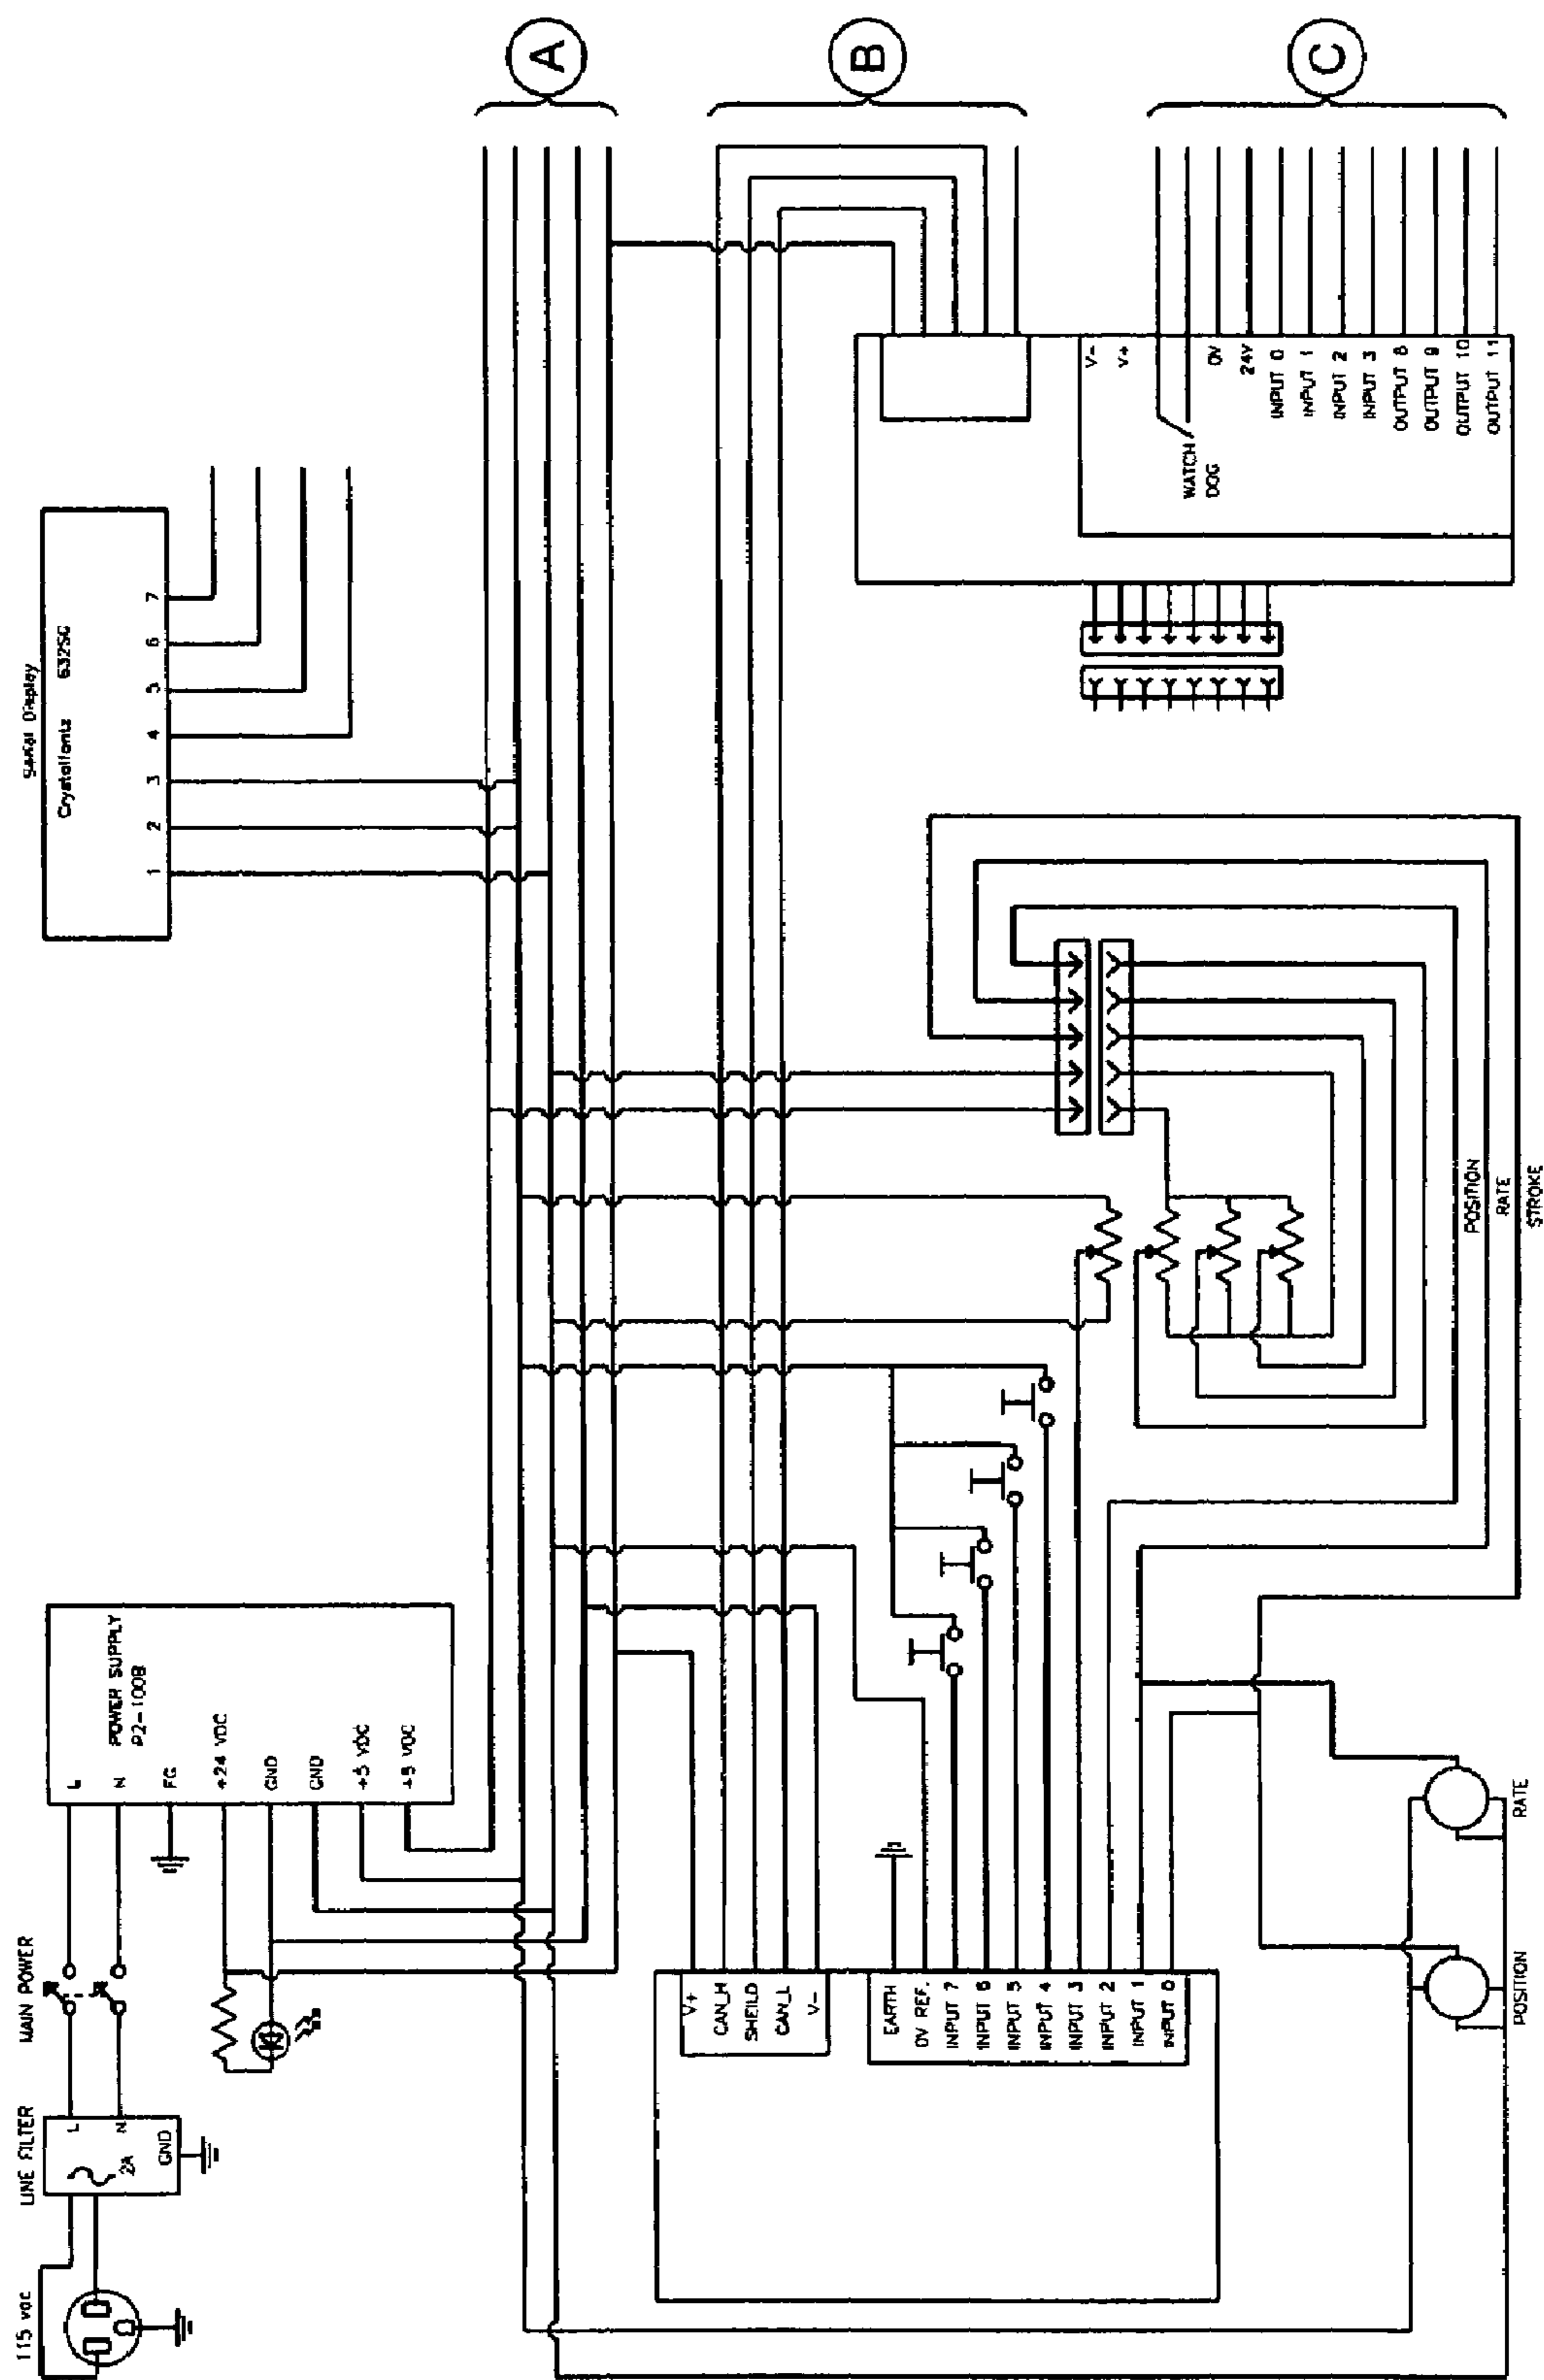 115 vac
LINE FILTER
L
N
2A
GND
MAIN POWER
POWER SUPPLY
P2-100B
L
N
FG
+24 VDC
GND
GND
+5 VDC
+5 VDC
Serial Display
Crystalfontz 632SG
1
2
3
4
5
6
7
A
B
C
V+
CAN_H
SHEILD
CAN_L
V-
EARTH
0V REF.
INPUT 7
INPUT 6
INPUT 5
INPUT 4
INPUT 3
INPUT 2
INPUT 1
INPUT 0
POSITION
RATE
POSITION
RATE
STROKE
V-
V+
WATCH
DOG
0V
24V
INPUT 0
INPUT 1
INPUT 2
INPUT 3
OUTPUT 8
OUTPUT 9
OUTPUT 10
OUTPUT 11